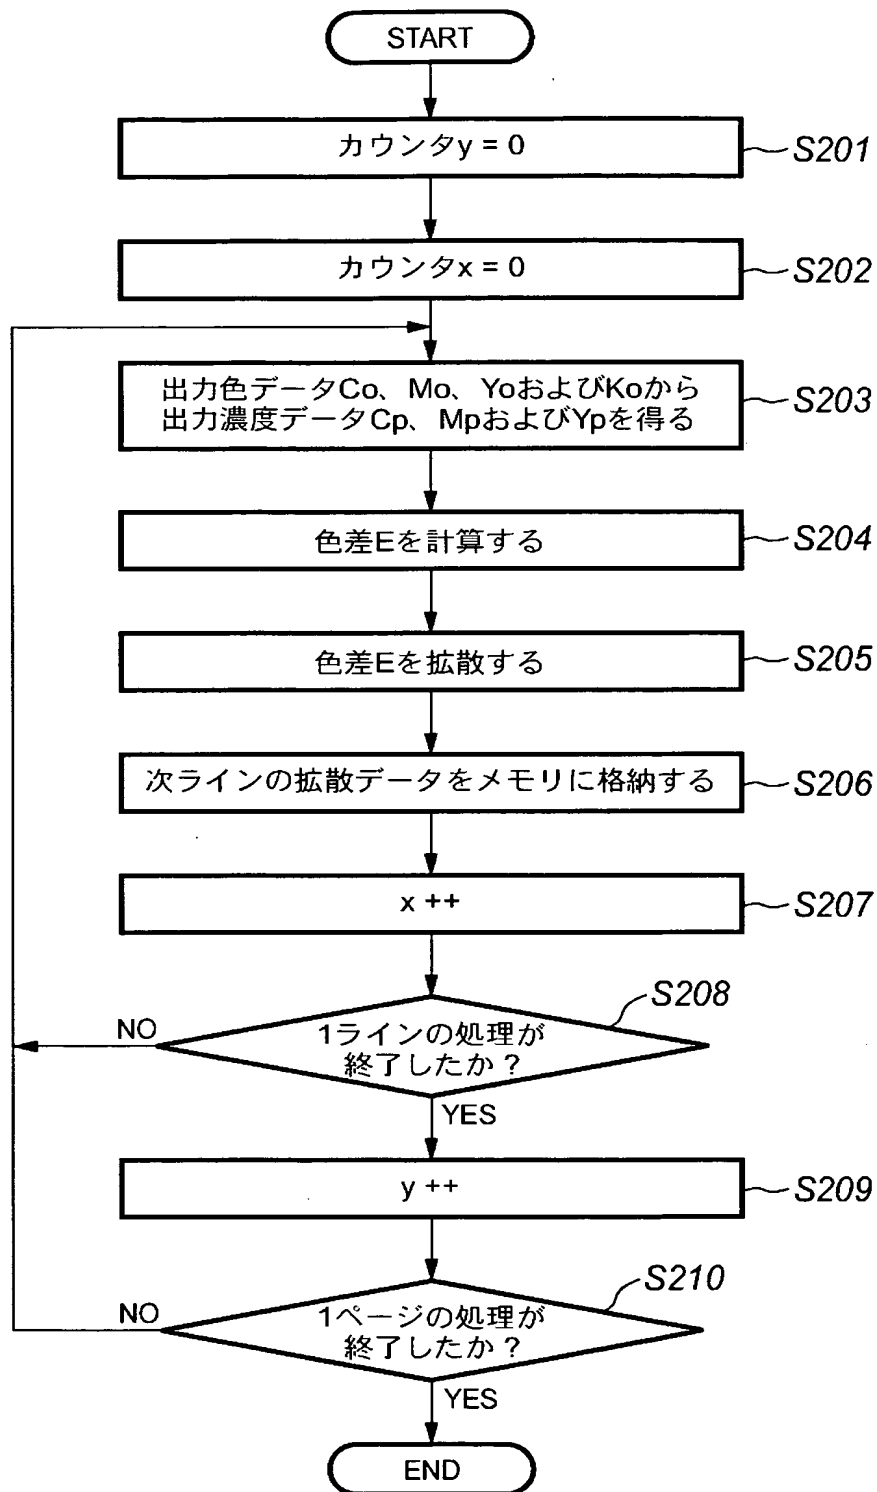 START
カウンタy = 0
S201
カウンタx = 0
S202
出力色データCo、Mo、YoおよびKoから
出力濃度データCp、MpおよびYpを得る
S203
色差Eを計算する
S204
色差Eを拡散する
S205
次ラインの拡散データをメモリに格納する
S206
x ++
S207
S208
NO
1ラインの処理が
終了したか？
YES
y ++
S209
S210
NO
1ページの処理が
終了したか？
YES
END